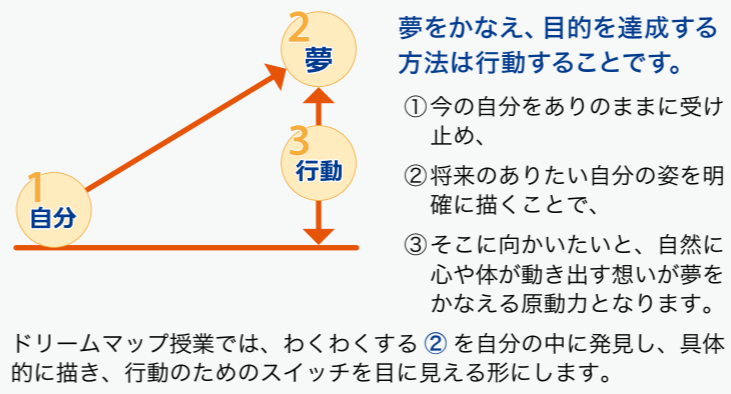 2
夢
3
行動
1
自分
夢をかなえ、目的を達成する
方法は行動することです。
①今の自分をありのままに受け
止め、
②将来のありたい自分の姿を明
確に描くことで、
③そこに向かいたいと、自然に
心や体が動き出す想いが夢を
かなえる原動力となります。
ドリームマップ授業では、わくわくする ② を自分の中に発見し、具体
的に描き、行動のためのスイッチを目に見える形にします。